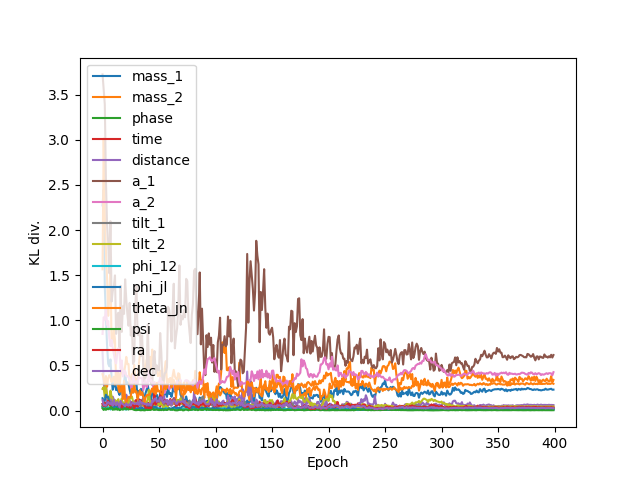 3.5
3.0
2.5
2.0
1.5
1.0
0.5
0.0
KL div.
mass_1
mass_2
phase
time
distance
a_1
a_2
tilt_1
tilt_2
phi_12
phi_jl
theta_jn
psi
ra
dec
0 50 100 150 200 250 300 350 400
Epoch